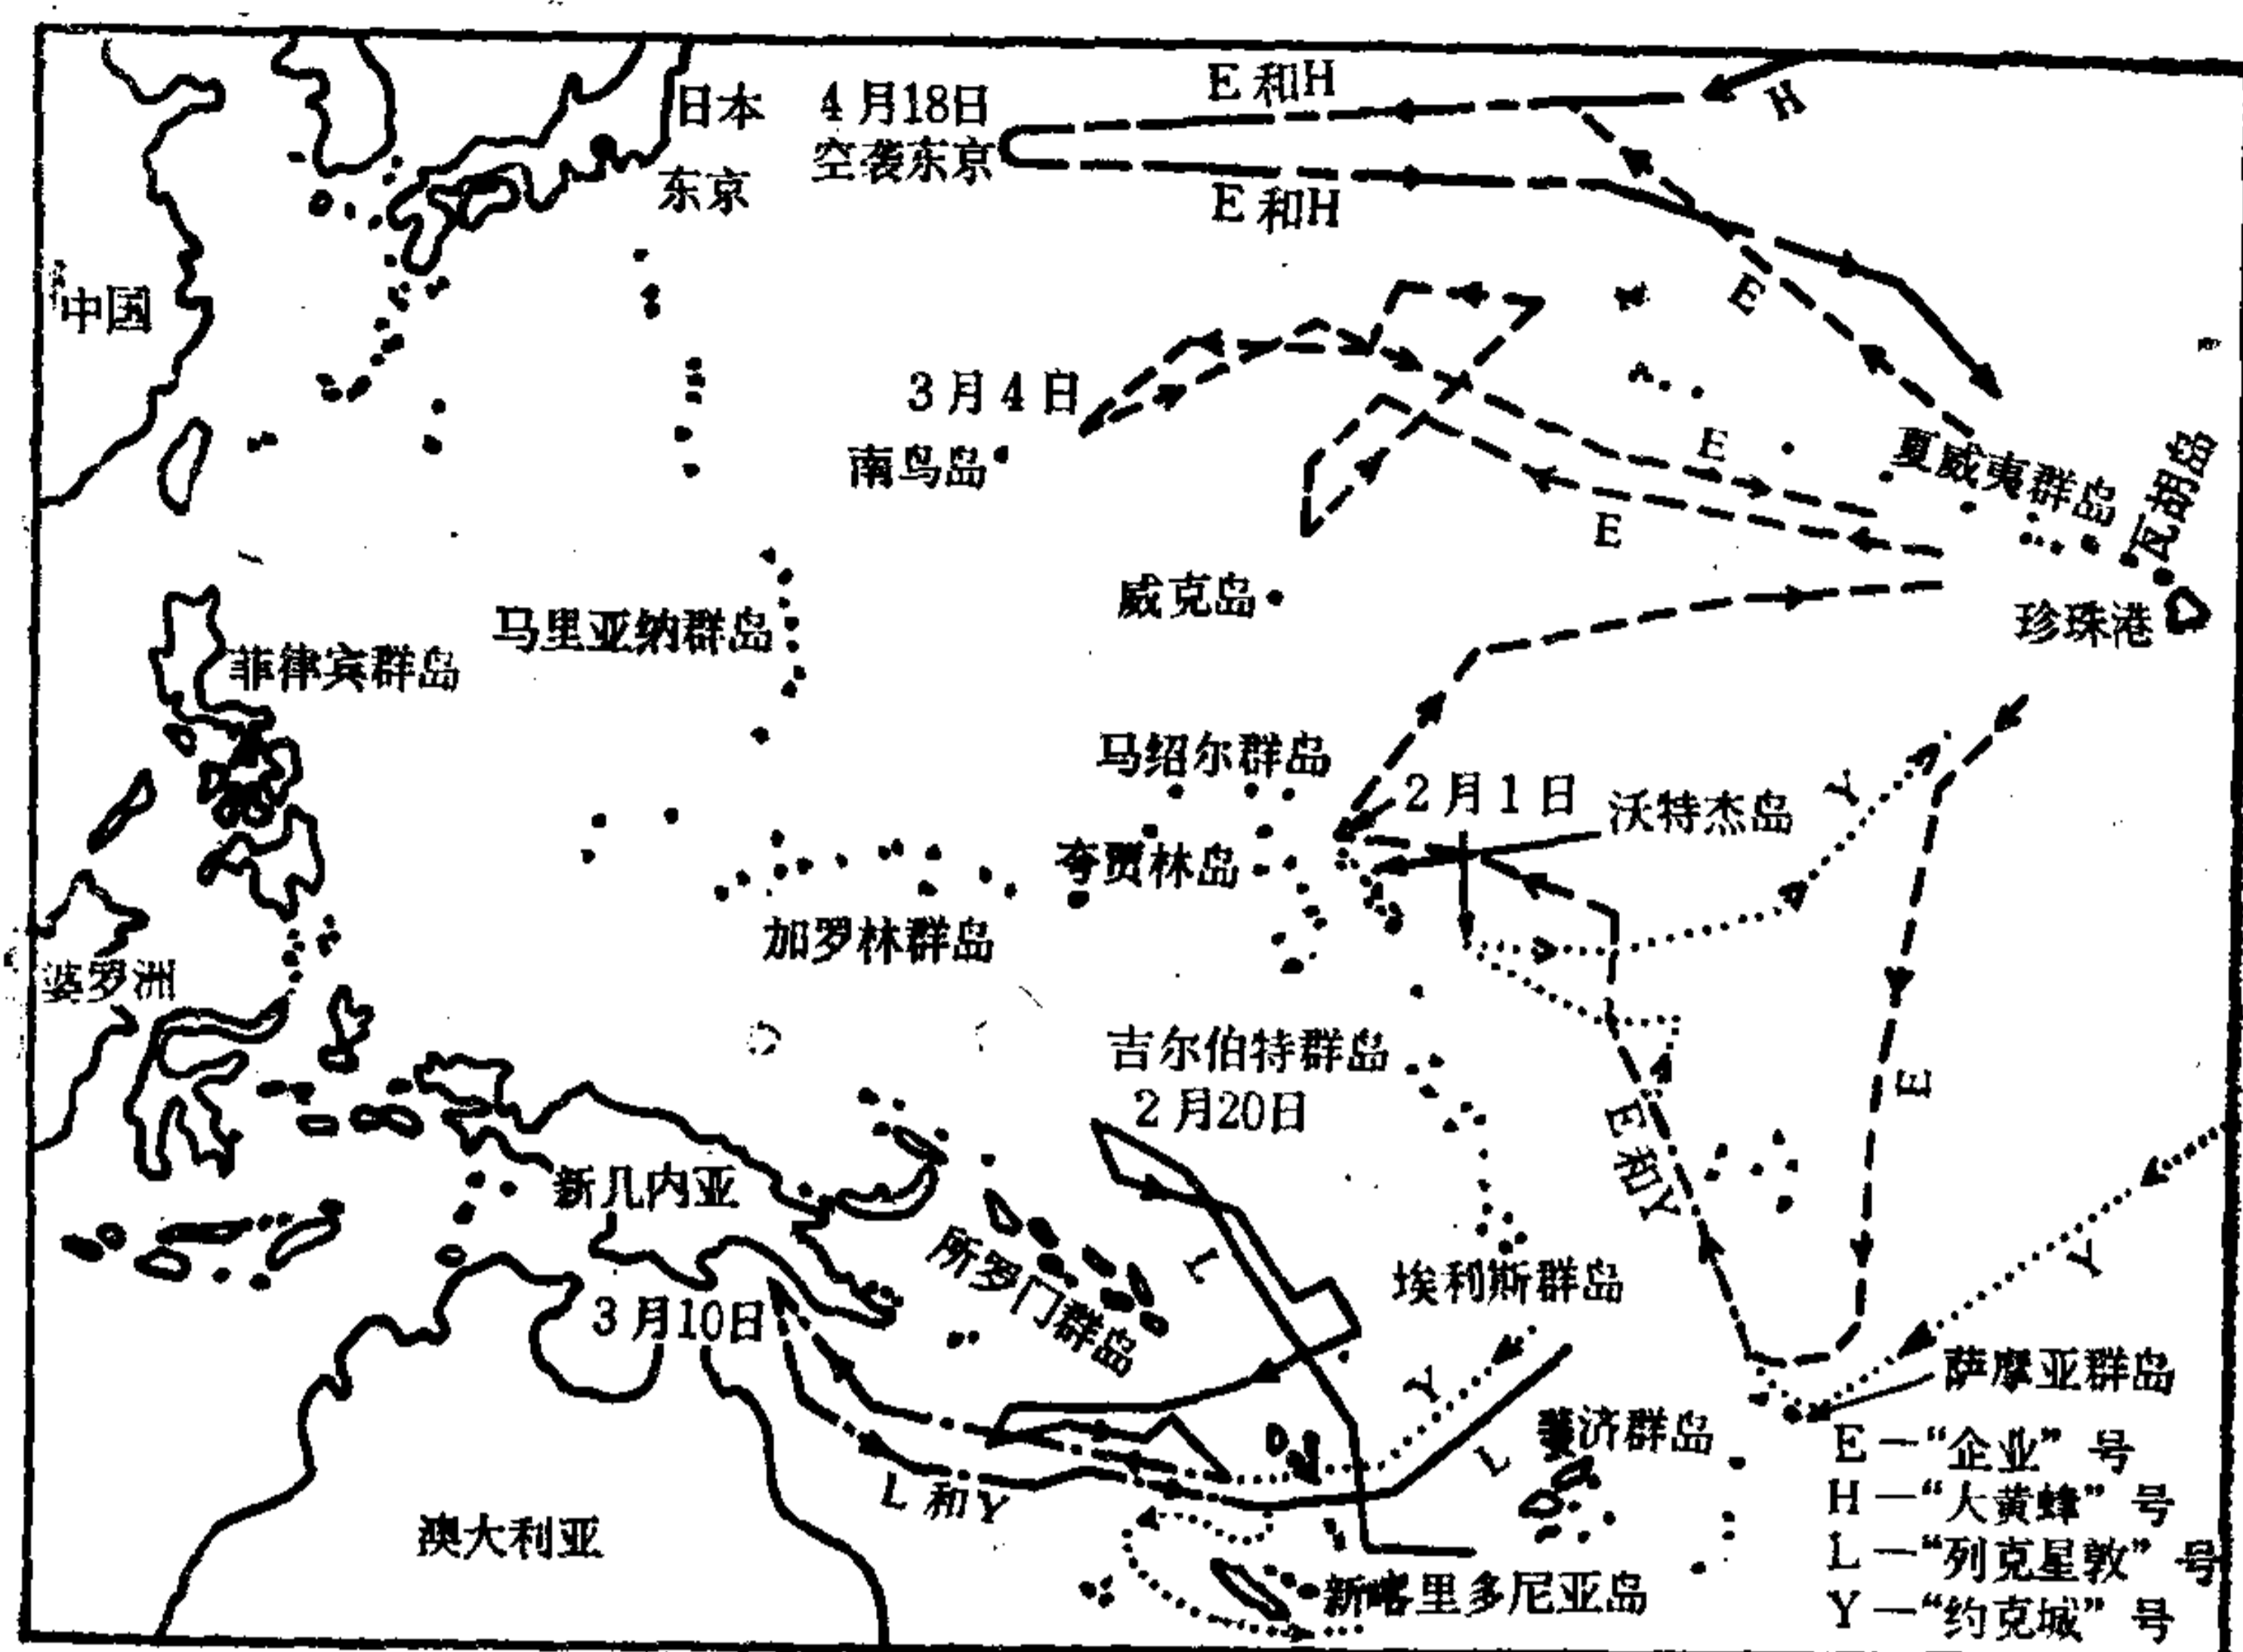 E和H
H
日本
4月18日
空袭东京
东京
E和H
中国
E
3月4日
南鸟岛
E
夏威夷群岛
瓦胡岛
E
威克岛
珍珠港
马里亚纳群岛
菲律宾群岛
马绍尔群岛
2月1日
沃特杰岛
Y
夸贾林岛
加罗林群岛
婆罗洲
吉尔伯特群岛
2月20日
E
E和Y
新几内亚
L
所罗门群岛
Y
埃利斯群岛
3月10日
萨摩亚群岛
Y
斐济群岛
L
L和Y
澳大利亚
新喀里多尼亚岛
E—“企业”号
H—“大黄蜂”号
L—“列克星敦”号
Y—“约克城”号